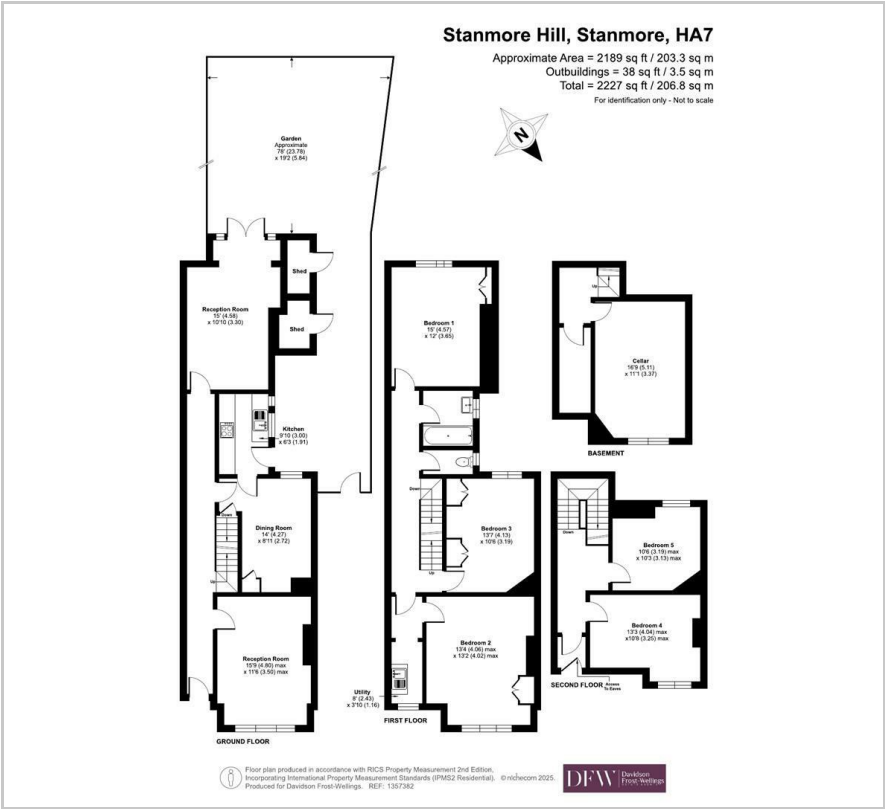 Stanmore Hill, Stanmore, HA7
Approximate Area = 2189 sq ft / 203.3 sq m
Outbuildings = 38 sq ft / 3.5 sq m
Total = 2227 sq ft / 206.8 sq m
For identification only - Not to scale
N
Garden
Approximate
78' (23.78)
x 19'2 (5.84)
Shed
Shed
Reception Room
15' (4.58)
x 10'10 (3.30)
Kitchen
9'10 (3.00)
x 6'3 (1.91)
Down
Dining Room
14' (4.27)
x 8'11 (2.72)
Up
Reception Room
15'9 (4.80) max
x 11'6 (3.50) max
GROUND FLOOR
Bedroom 1
15' (4.57)
x 12' (3.65)
Down
Bedroom 3
13'7 (4.13)
x 10'6 (3.19)
Up
Bedroom 2
13'4 (4.06) max
x 13'2 (4.02) max
Utility
8' (2.43)
x 3'10 (1.16)
FIRST FLOOR
Up
Cellar
16'9 (5.11)
x 11'1 (3.37)
BASEMENT
Down
Bedroom 5
10'6 (3.19) max
x 10'3 (3.13) max
Bedroom 4
13'3 (4.04) max
x10'8 (3.25) max
SECOND FLOOR
Access
To Eaves
Floor plan produced in accordance with RICS Property Measurement 2nd Edition.
Incorporating International Property Measurement Standards (IPMS2 Residential). © nichecom 2025.
Produced for Davidson Frost-Wellings. REF: 1357382
DFW
Davidson
Frost-Wellings